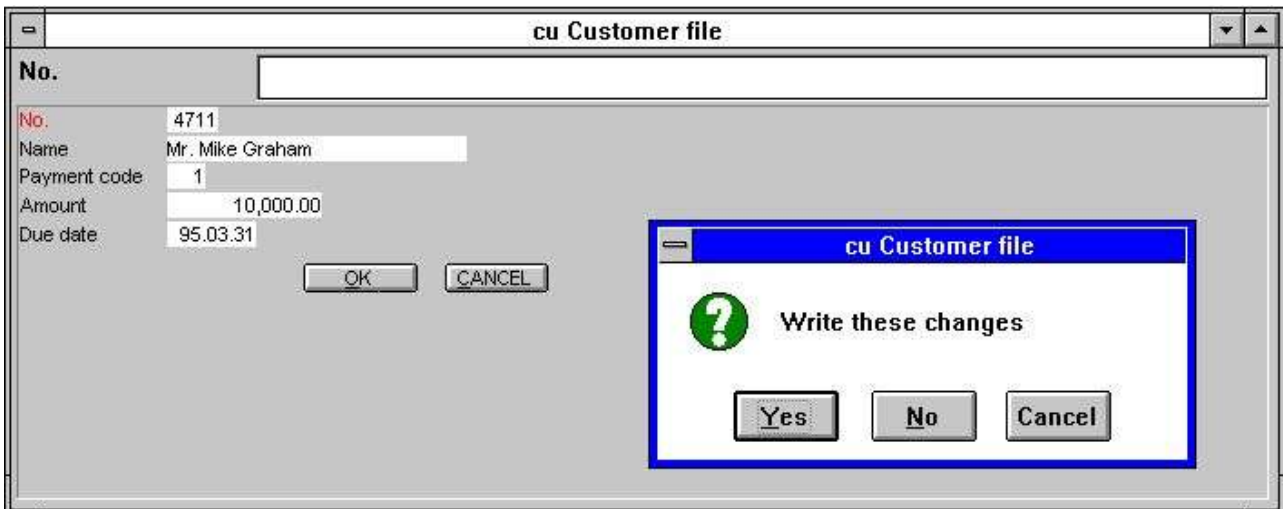 cu Customer file
No.
No. 4711
Name Mr. Mike Graham
Payment code 1
Amount 10,000.00
Due date 95.03.31
OK CANCEL
cu Customer file
? Write these changes
Yes No Cancel